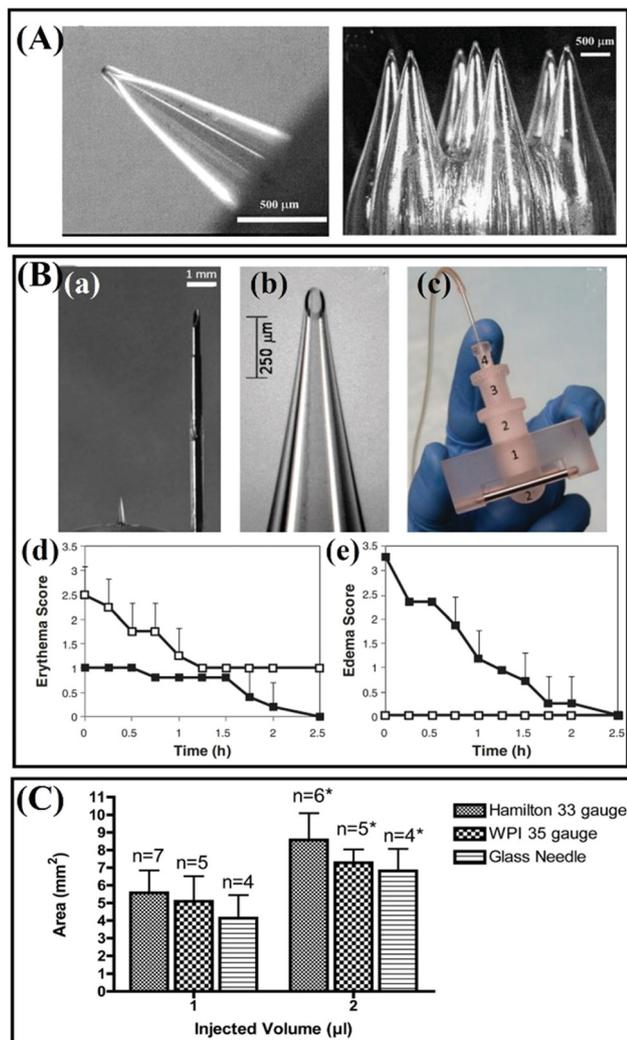 (A)
500 µm
500 µm
(B)
(a)
1 mm
(b)
250 µm
(c)
4
3
2
1
2
(d)
3.5
3
2.5
2
1.5
1
0.5
0
Erythema Score
0 0.5 1 1.5 2 2.5
Time (h)
(e)
3.5
3
2.5
2
1.5
1
0.5
0
Edema Score
0 0.5 1 1.5 2 2.5
Time (h)
(C)
11
10
9
8
7
6
5
4
3
2
1
0
Area (mm²)
n=7
n=5
n=4
n=6*
n=5*
n=4*
1 2
Injected Volume (µl)
Hamilton 33 gauge
WPI 35 gauge
Glass Needle